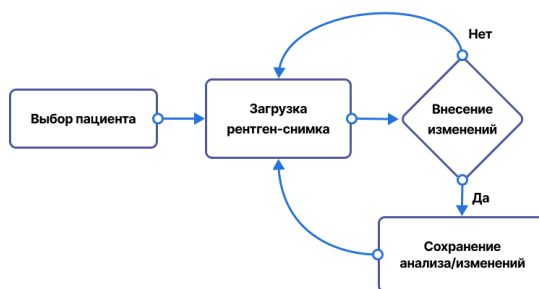 Нет
Выбор пациента
Загрузка
рентген-снимка
Внесение
изменений
Да
Сохранение
анализа/изменений